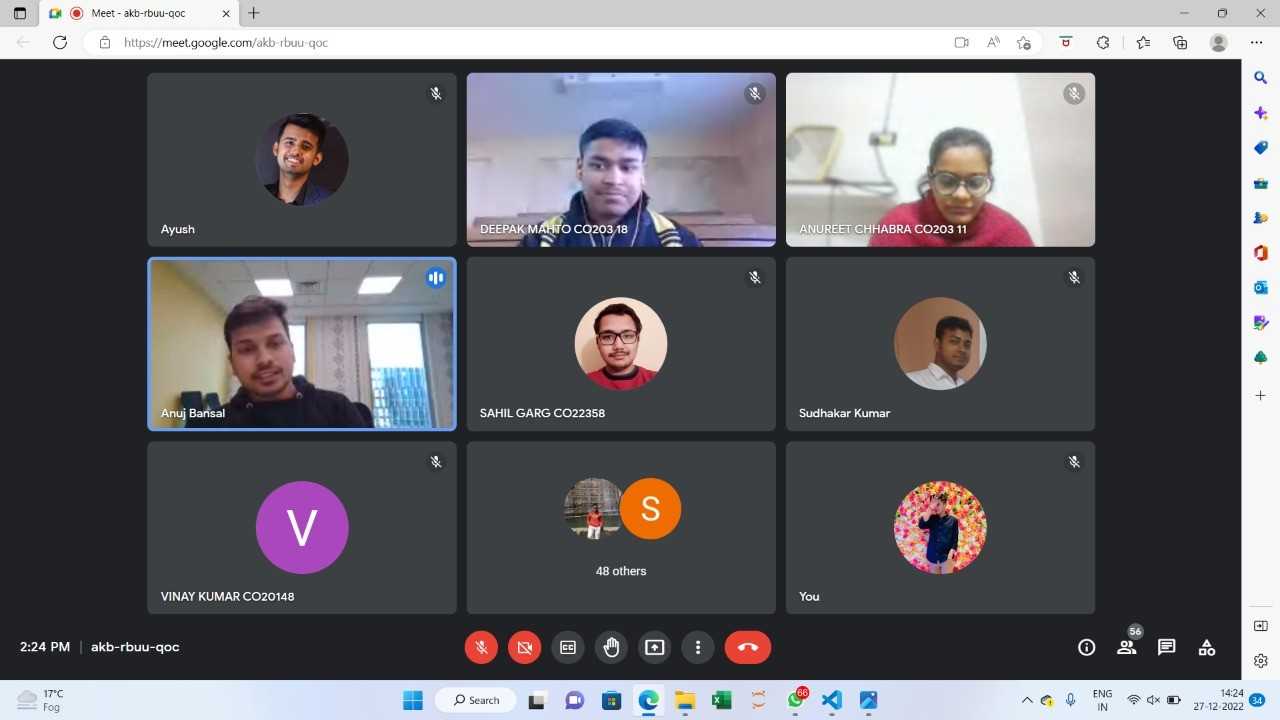 Meet - akb-rbuu-qoc
https://meet.google.com/akb-rbuu-qoc
Ayush
DEEPAK MAHTO CO203 18
ANUREET CHHABRA CO203 11
Anuj Bansal
SAHIL GARG CO22358
Sudhakar Kumar
V
VINAY KUMAR CO20148
S
48 others
You
2:24 PM | akb-rbuu-qoc
CC
56
17°C
Fog
Search
66
ENG
IN
14:24
27-12-2022
34